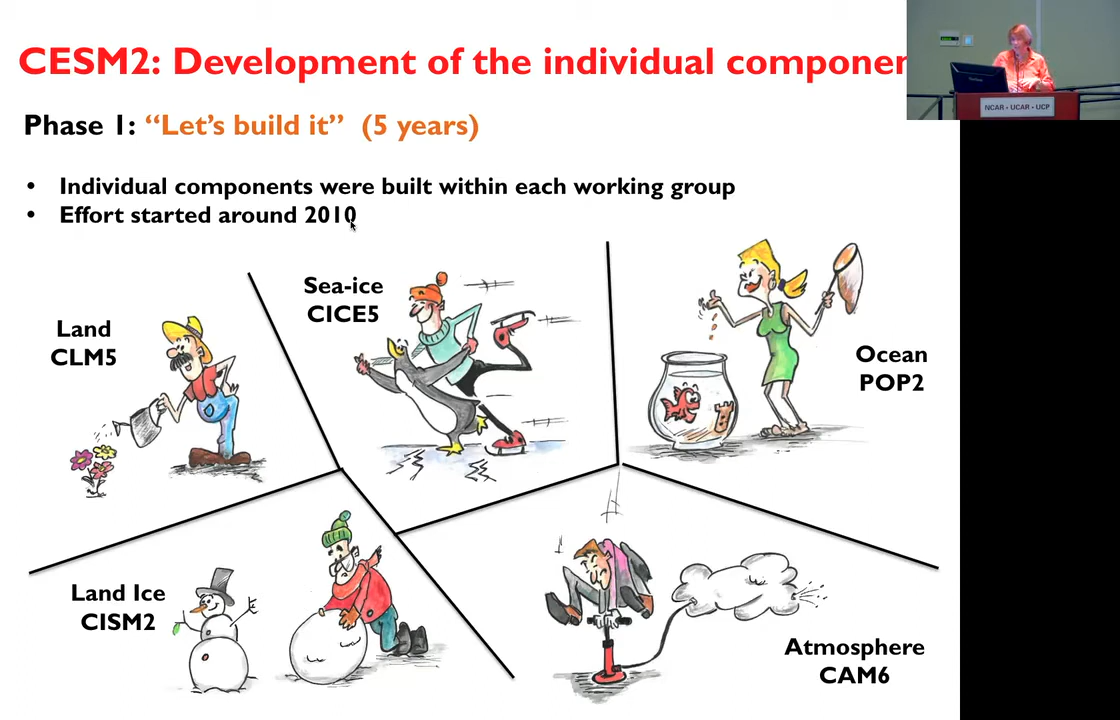 CESM2: Development of the individual componen
Phase 1: “Let’s build it” (5 years)
• Individual components were built within each working group
• Effort started around 2010
Land
CLM5
Sea-ice
CICE5
Ocean
POP2
Land Ice
CISM2
Atmosphere
CAM6
NCAR • UCAR • UCP